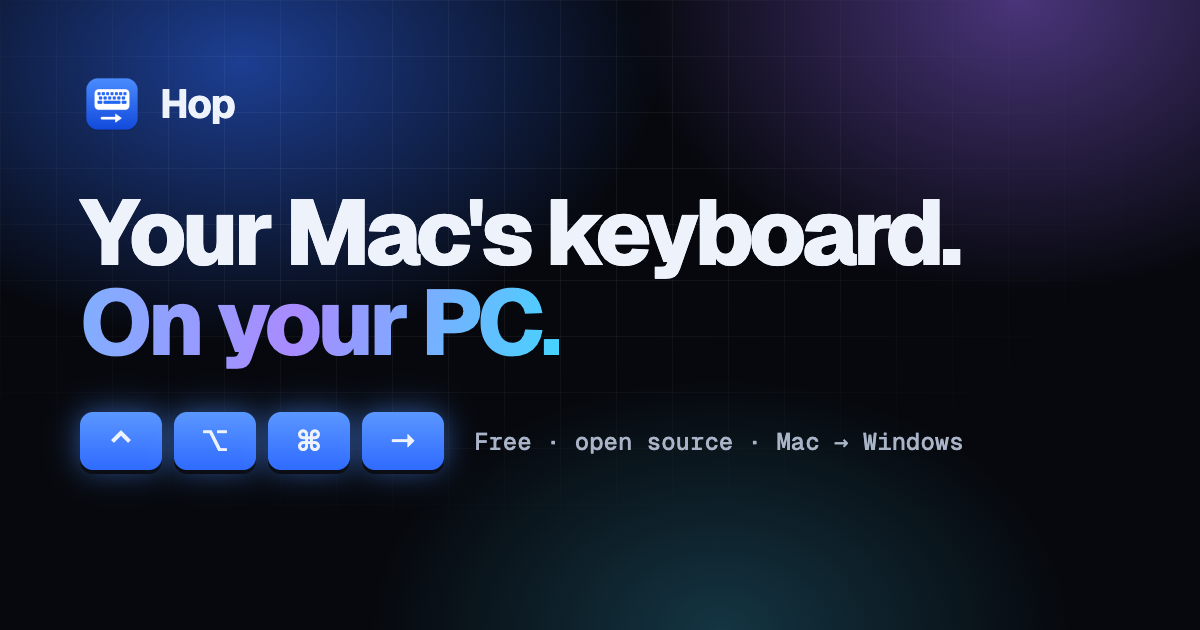 Hop
Your Mac's keyboard.
On your PC.
^ ⌥ ⌘ → Free · open source · Mac → Windows